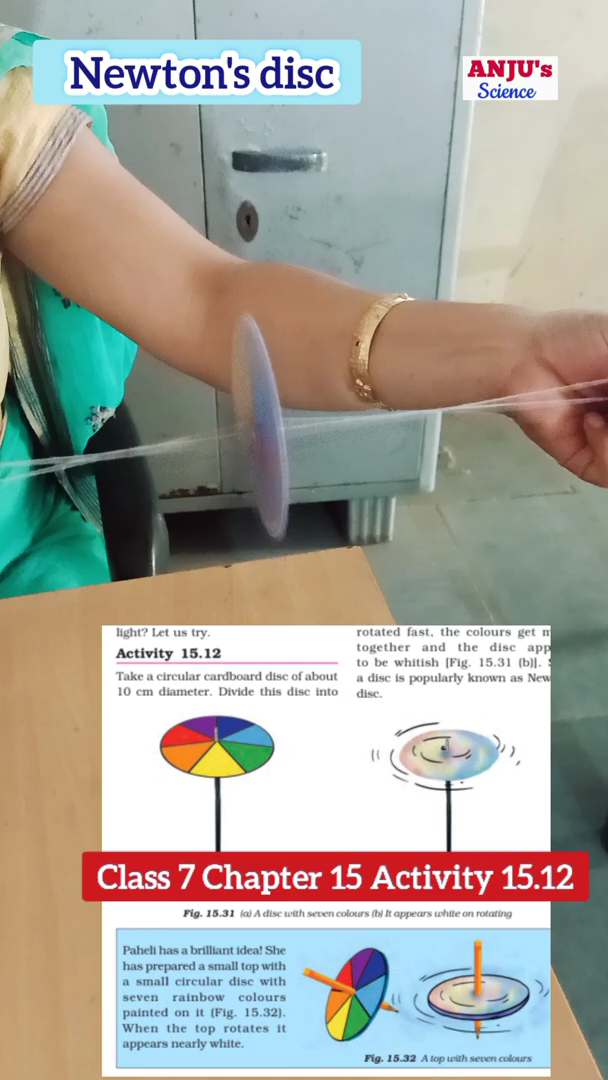 Newton's disc
ANJU's
Science
light? Let us try.
Activity 15.12
Take a circular cardboard disc of about
10 cm diameter. Divide this disc into
rotated fast, the colours get
together and the disc
to be whitish [Fig. 15.31 (b)].
a disc is popularly known as
disc.
Class 7 Chapter 15 Activity 15.12
Fig. 15.31 (a) A disc with seven colours (b) It appears white on rotating
Paheli has a brilliant idea! She
has prepared a small top with
a small circular disc with
seven rainbow colours
painted on it (Fig. 15.32).
When the top rotates it
appears nearly white.
Fig. 15.32 A top with seven colours